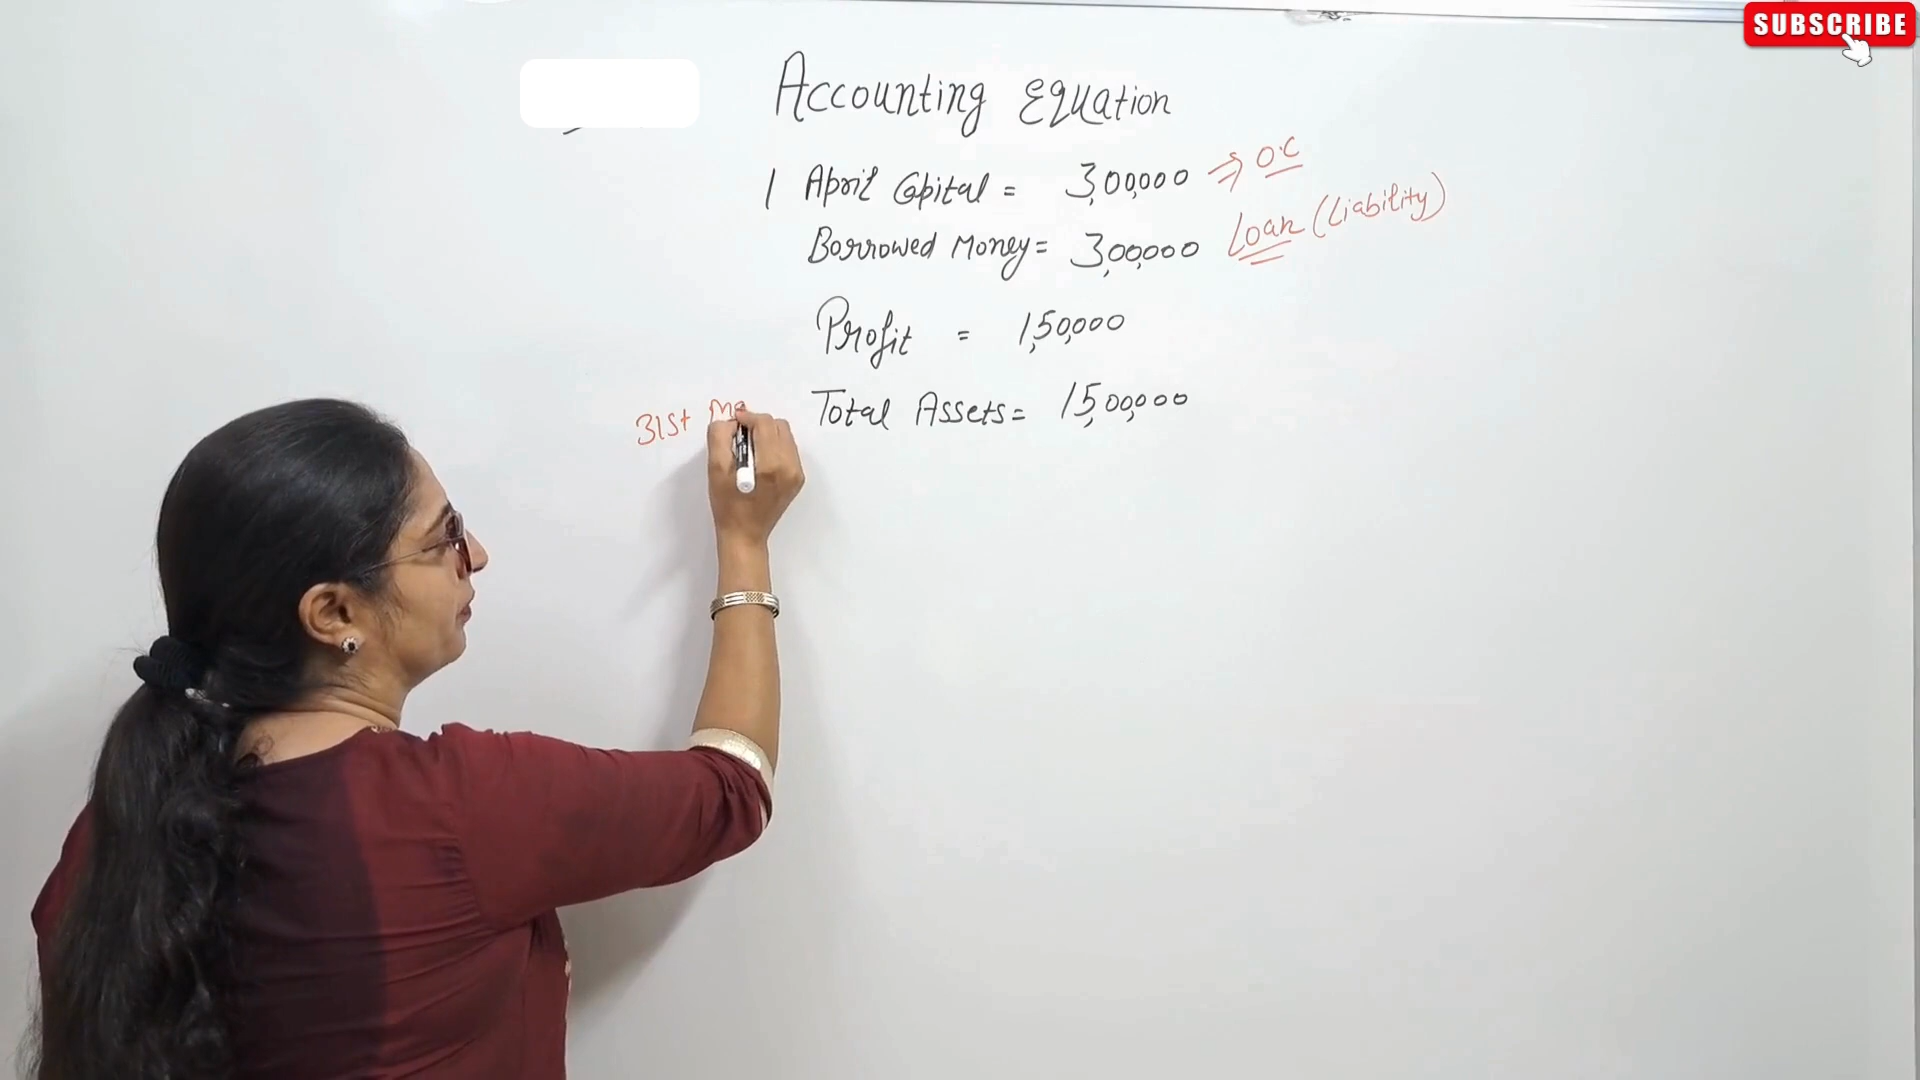 SUBSCRIBE
Accounting Equation
1 April Capital = 3,00,000 ⇒ O.C
Borrowed Money = 3,00,000 Loan (Liability)
Profit = 1,50,000
31st Ma Total Assets = 15,00,000